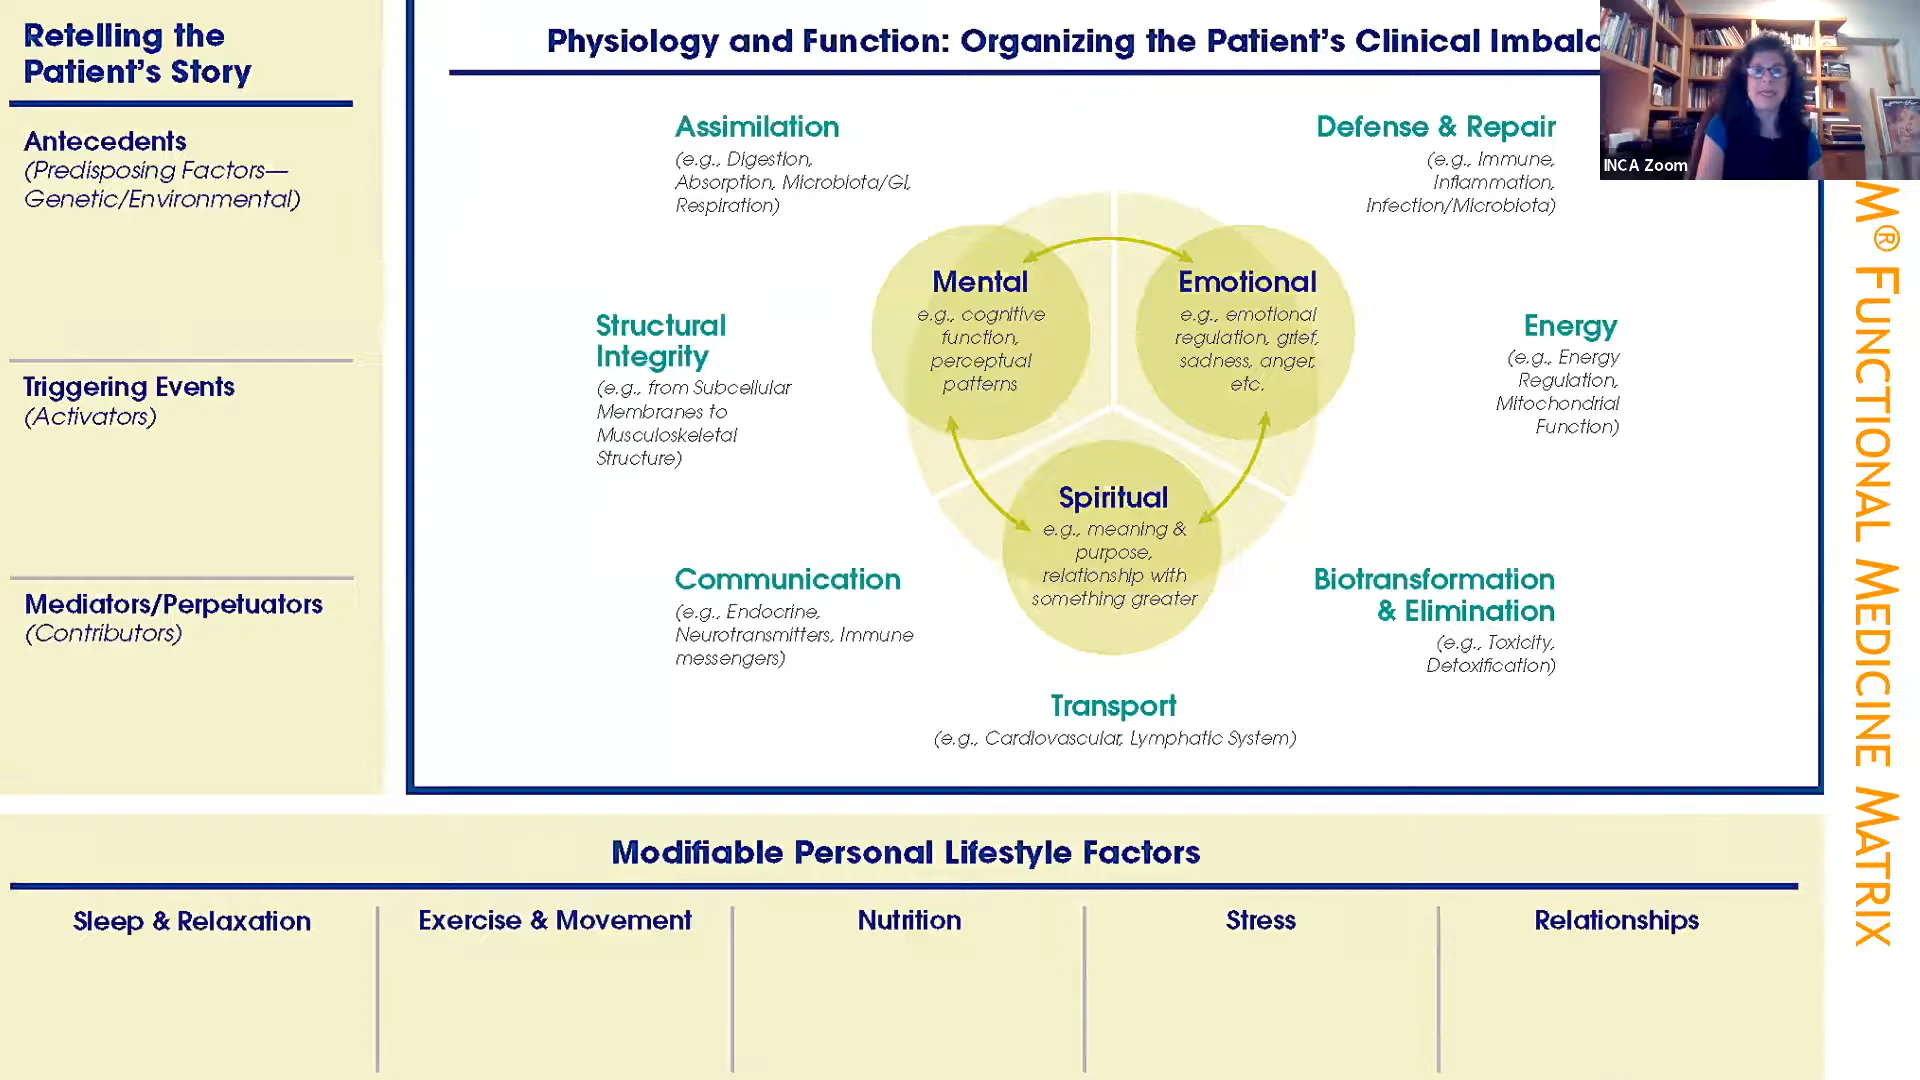 Retelling the
Patient's Story
Antecedents
(Predisposing Factors—
Genetic/Environmental)
Triggering Events
(Activators)
Mediators/Perpetuators
(Contributors)
Physiology and Function: Organizing the Patient's Clinical Imbalc
Assimilation
(e.g., Digestion,
Absorption, Microbiota/GI,
Respiration)
Defense & Repair
(e.g., Immune,
Inflammation,
Infection/Microbiota)
Structural
Integrity
(e.g., from Subcellular
Membranes to
Musculoskeletal
Structure)
Mental
e.g., cognitive
function,
perceptual
patterns
Emotional
e.g., emotional
regulation, grief,
sadness, anger,
etc.
Energy
(e.g., Energy
Regulation,
Mitochondrial
Function)
Spiritual
e.g., meaning &
purpose,
relationship with
something greater
Communication
(e.g., Endocrine,
Neurotransmitters, Immune
messengers)
Biotransformation
& Elimination
(e.g., Toxicity,
Detoxification)
Transport
(e.g., Cardiovascular, Lymphatic System)
Modifiable Personal Lifestyle Factors
Sleep & Relaxation
Exercise & Movement
Nutrition
Stress
Relationships
INCA Zoom
M® FUNCTIONAL MEDICINE MATRIX